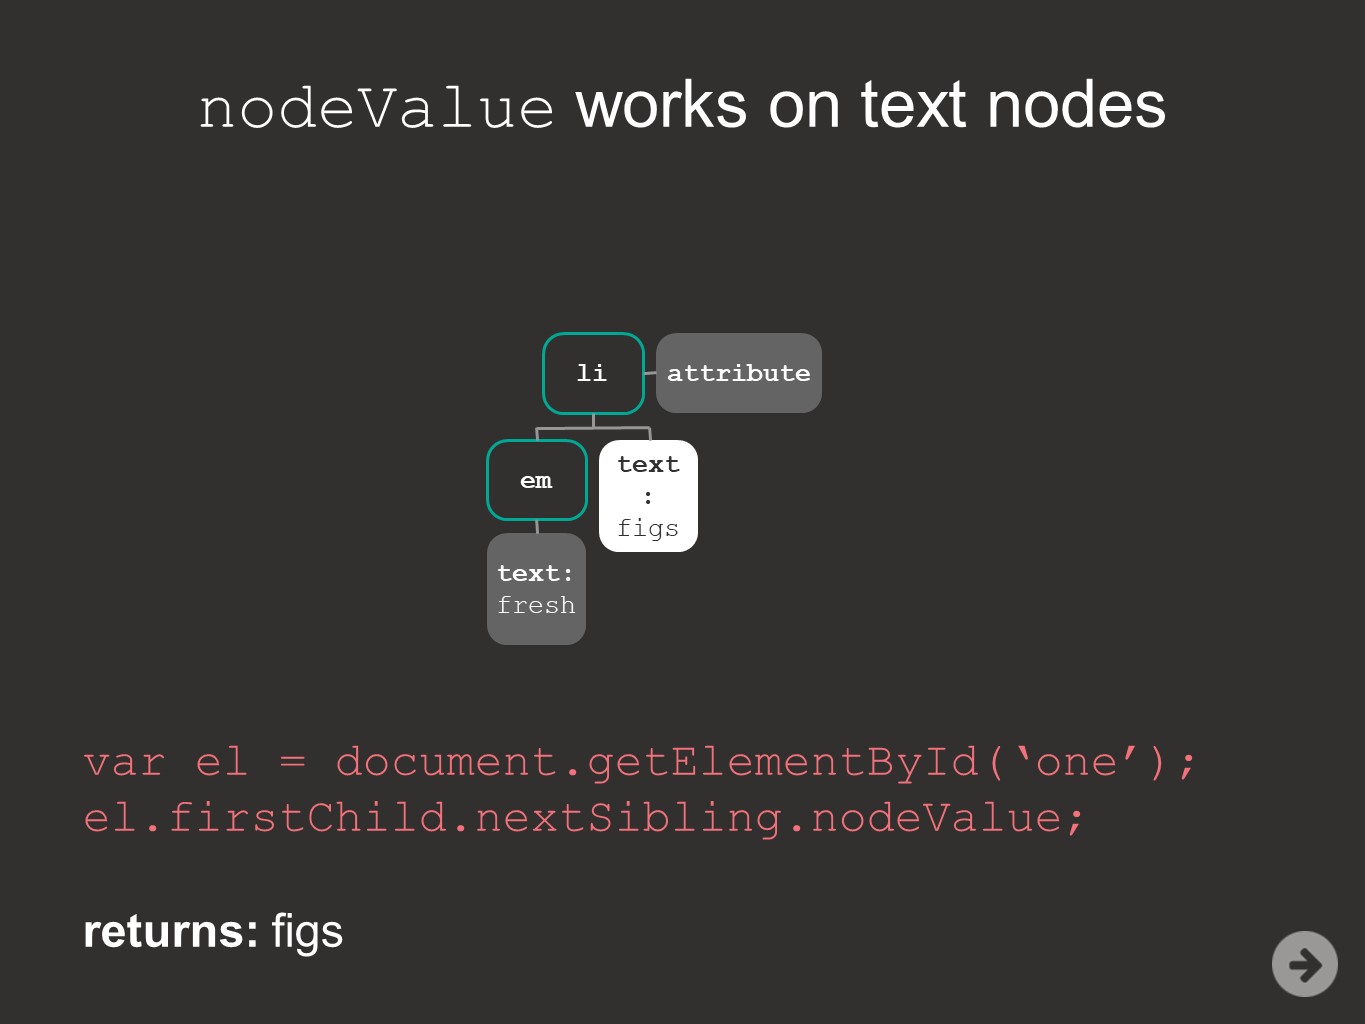 nodeValue works on text nodes
li
attribute
em
text
:
figs
text:
fresh
var el = document.getElementById(‘one’);
el.firstChild.nextSibling.nodeValue;
returns: figs